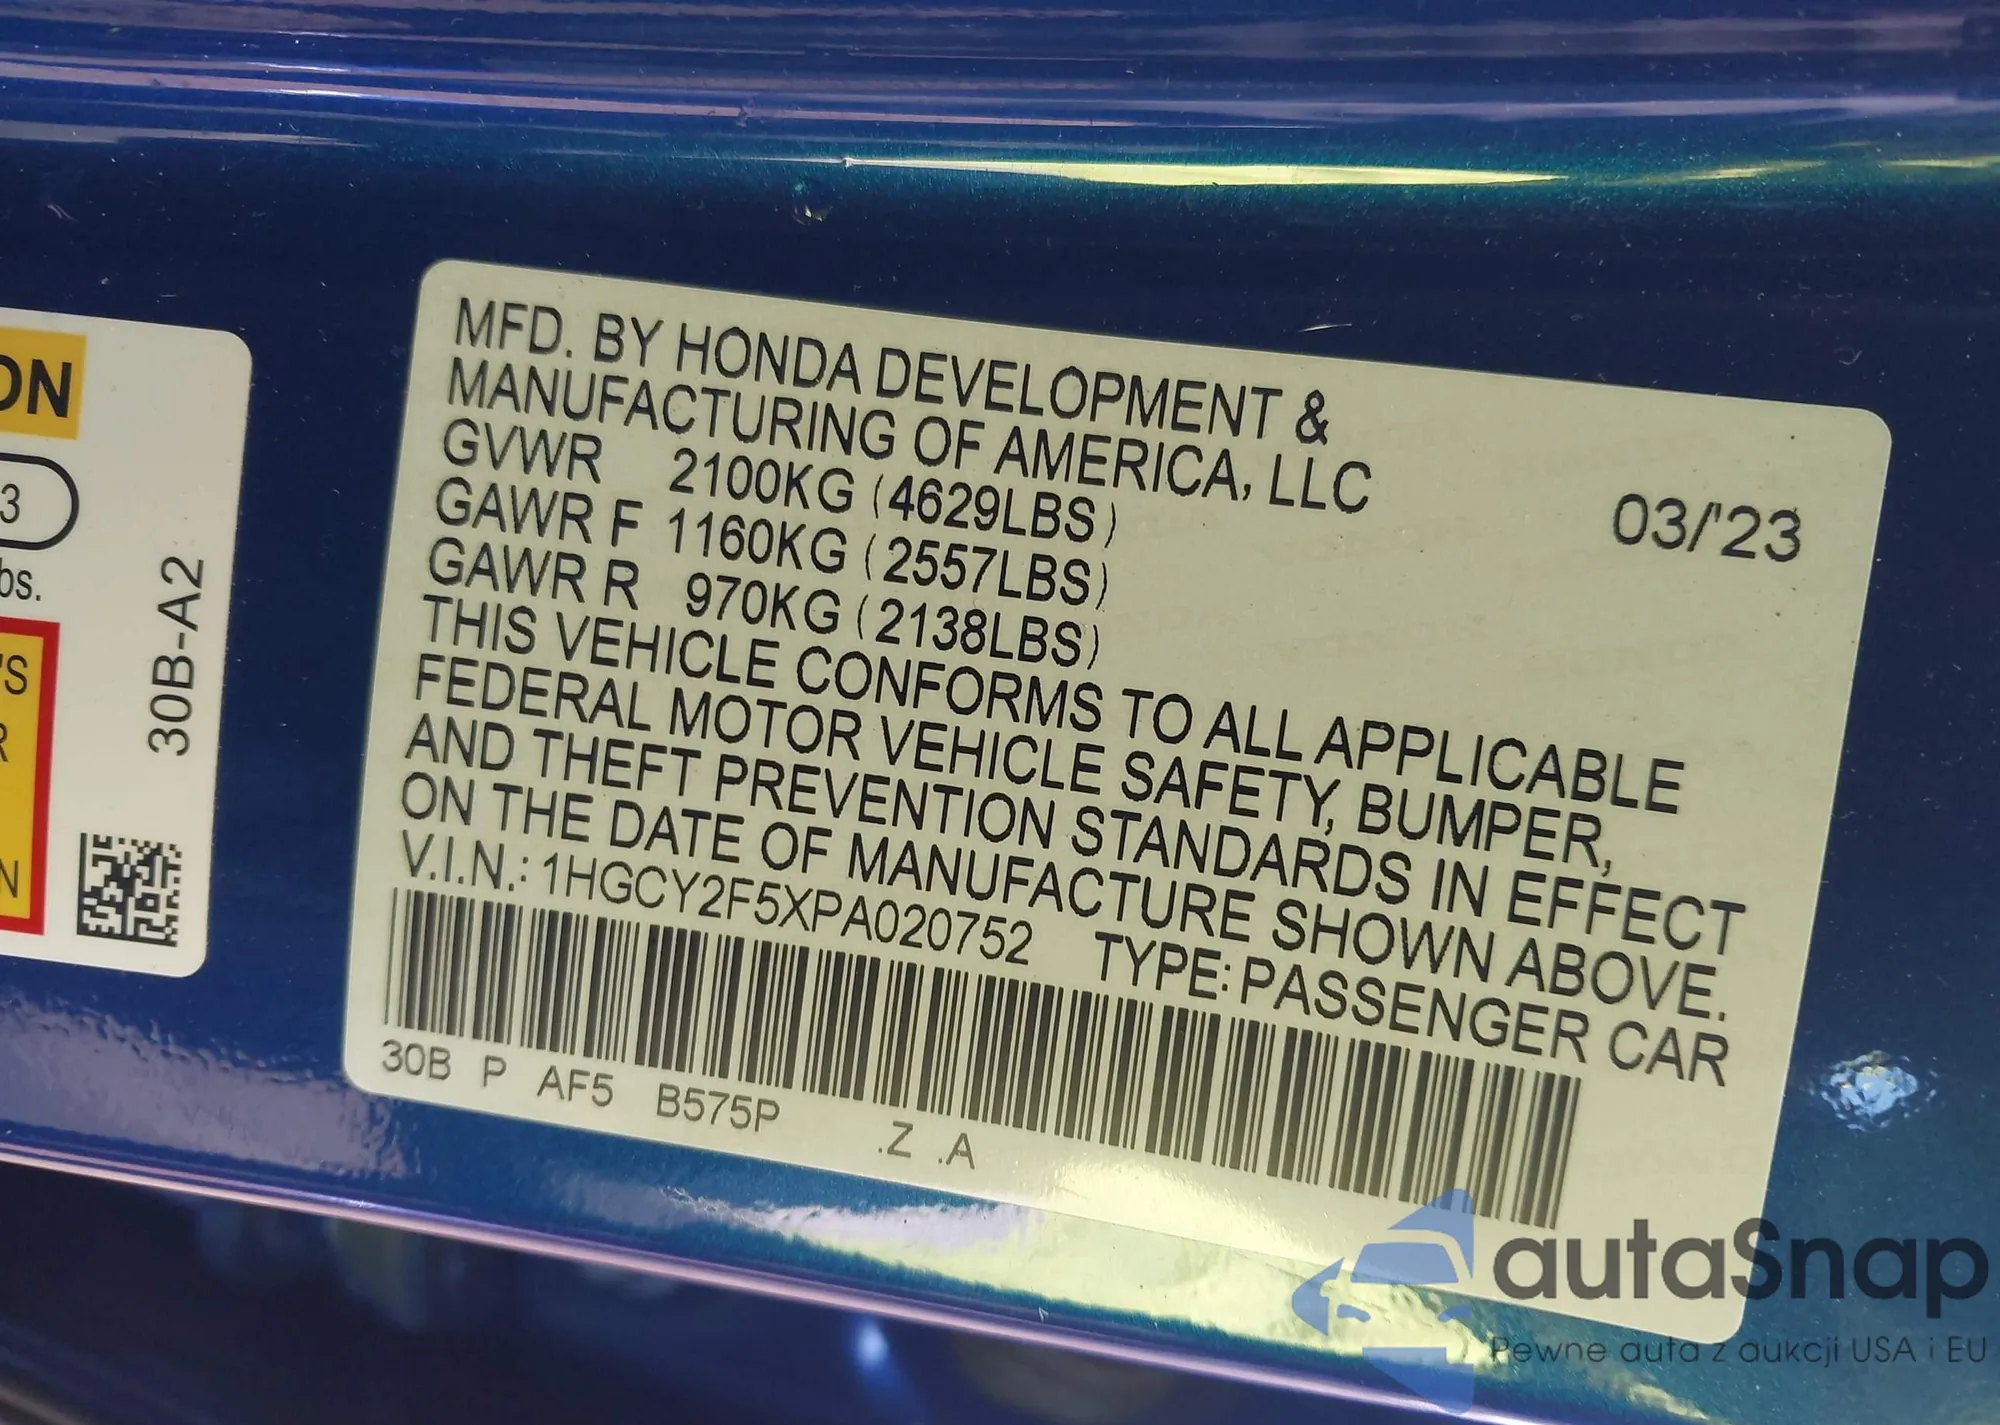 ON
3
bs.
'S
R
N
30B-A2
MFD. BY HONDA DEVELOPMENT &
MANUFACTURING OF AMERICA, LLC
GVWR 2100KG (4629LBS)
GAWR F 1160KG (2557LBS)
GAWR R 970KG (2138LBS)
03/'23
THIS VEHICLE CONFORMS TO ALL APPLICABLE
FEDERAL MOTOR VEHICLE SAFETY, BUMPER,
AND THEFT PREVENTION STANDARDS IN EFFECT
ON THE DATE OF MANUFACTURE SHOWN ABOVE.
V.I.N.: 1HGCY2F5XPA020752 TYPE: PASSENGER CAR
30B P AF5 B575P .Z .A
autaSnap
Pewne auta z aukcji USA i EU